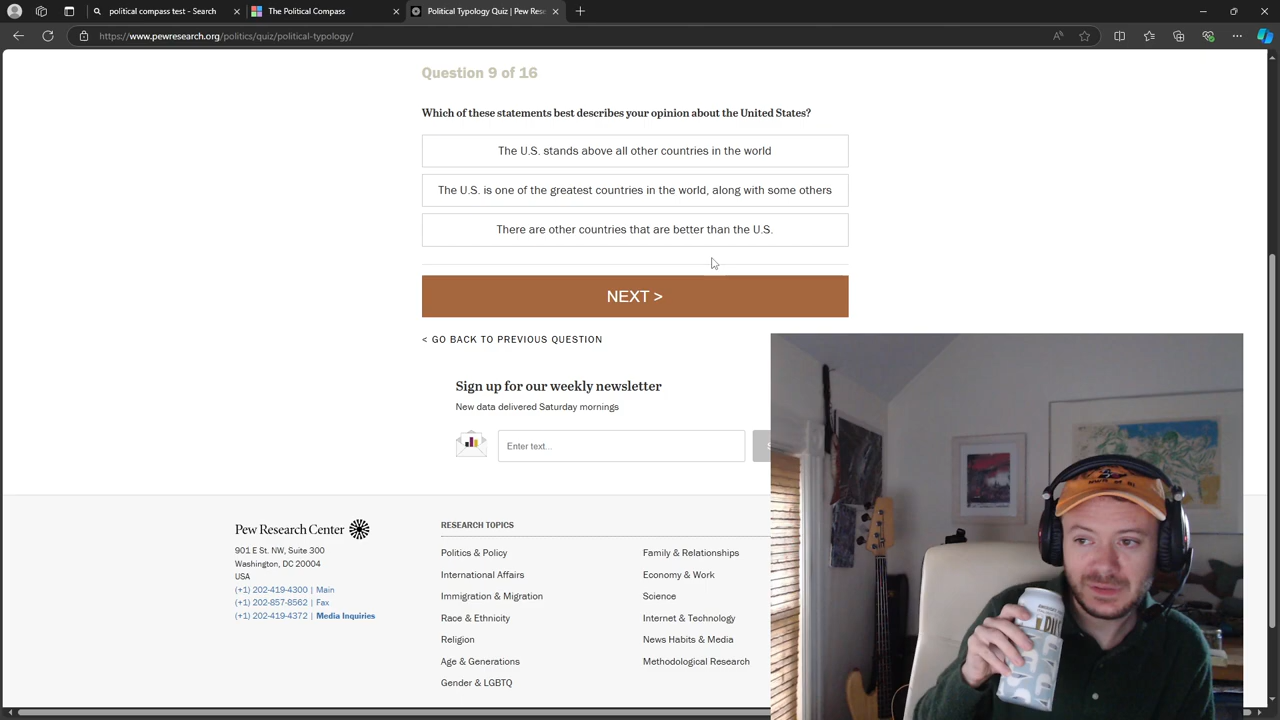 political compass test - Search
The Political Compass
Political Typology Quiz | Pew Res
https://www.pewresearch.org/politics/quiz/political-typology/
Question 9 of 16
Which of these statements best describes your opinion about the United States?
The U.S. stands above all other countries in the world
The U.S. is one of the greatest countries in the world, along with some others
There are other countries that are better than the U.S.
NEXT >
< GO BACK TO PREVIOUS QUESTION
Sign up for our weekly newsletter
New data delivered Saturday mornings
Enter text...
Pew Research Center
901 E St. NW, Suite 300
Washington, DC 20004
USA
(+1) 202-419-4300 | Main
(+1) 202-857-8562 | Fax
(+1) 202-419-4372 | Media Inquiries
RESEARCH TOPICS
Politics & Policy
International Affairs
Immigration & Migration
Race & Ethnicity
Religion
Age & Generations
Gender & LGBTQ
Family & Relationships
Economy & Work
Science
Internet & Technology
News Habits & Media
Methodological Research